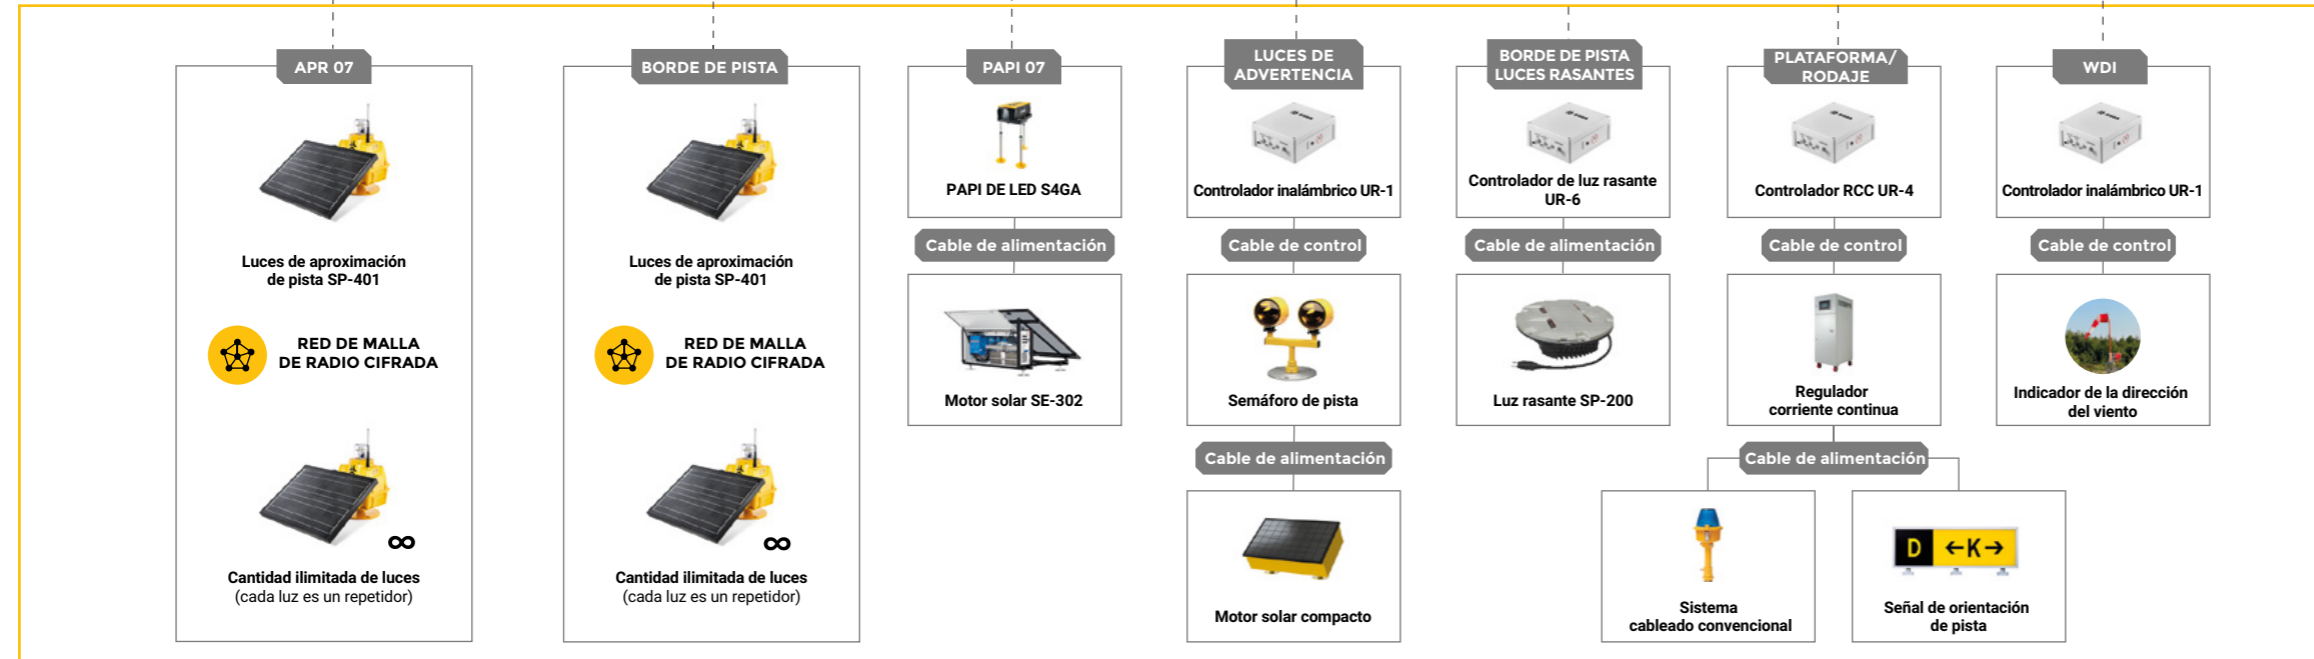 APR 07
Luces de aproximación
de pista SP-401
RED DE MALLA
DE RADIO CIFRADA
∞
Cantidad ilimitada de luces
(cada luz es un repetidor)
BORDE DE PISTA
Luces de aproximación
de pista SP-401
RED DE MALLA
DE RADIO CIFRADA
∞
Cantidad ilimitada de luces
(cada luz es un repetidor)
PAPI 07
PAPI DE LED S4GA
Cable de alimentación
Motor solar SE-302
LUCES DE
ADVERTENCIA
Controlador inalámbrico UR-1
Cable de control
Semáforo de pista
Cable de alimentación
Motor solar compacto
BORDE DE PISTA
LUCES RASANTES
Controlador de luz rasante
UR-6
Cable de alimentación
Luz rasante SP-200
PLATAFORMA/
RODAJE
Controlador RCC UR-4
Cable de control
Regulador
corriente continua
Cable de alimentación
Sistema
cableado convencional
D ←K→
Señal de orientación
de pista
WDI
Controlador inalámbrico UR-1
Cable de control
Indicador de la dirección
del viento